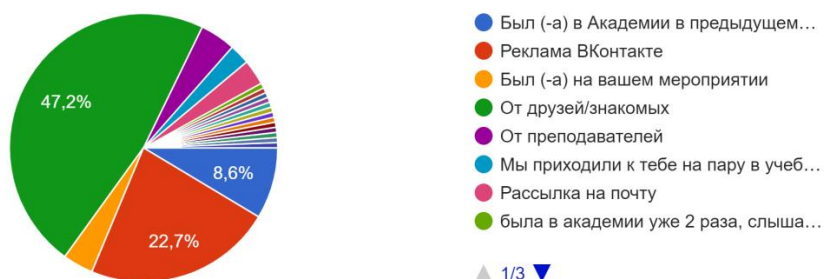 47,2%
8,6%
22,7%
Был (-а) в Академии в предыдущем…
Реклама ВКонтакте
Был (-а) на вашем мероприятии
От друзей/знакомых
От преподавателей
Мы приходили к тебе на пару в учеб…
Рассылка на почту
была в академии уже 2 раза, слыша…
1/3